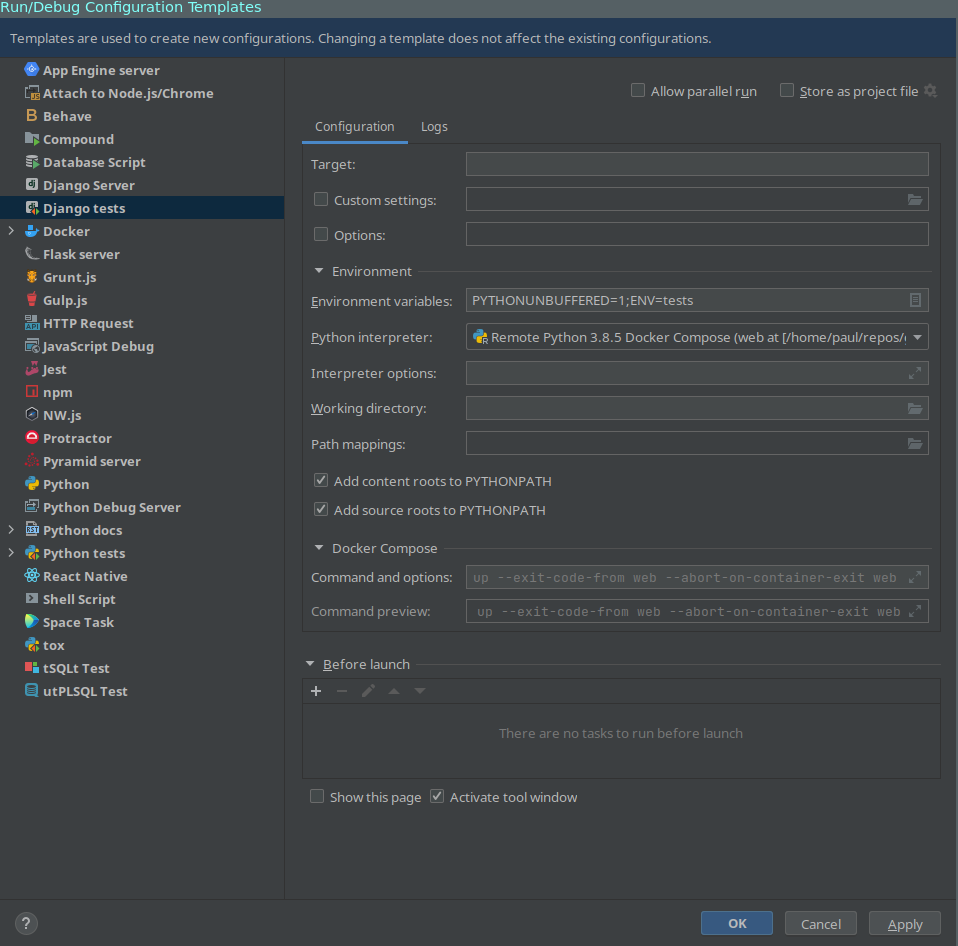 Run/Debug Configuration Templates
Templates are used to create new configurations. Changing a template does not affect the existing configurations.
App Engine server
Attach to Node.js/Chrome
Behave
Compound
Database Script
Django Server
Django tests
Docker
Flask server
Grunt.js
Gulp.js
HTTP Request
JavaScript Debug
Jest
npm
NW.js
Protractor
Pyramid server
Python
Python Debug Server
Python docs
Python tests
React Native
Shell Script
Space Task
tox
tSQLt Test
utPLSQL Test
Allow parallel run Store as project file
Configuration Logs
Target:
Custom settings:
Options:
Environment
Environment variables: PYTHONUNBUFFERED=1;ENV=tests
Python interpreter: Remote Python 3.8.5 Docker Compose (web at [/home/paul/repos/
Interpreter options:
Working directory:
Path mappings:
Add content roots to PYTHONPATH
Add source roots to PYTHONPATH
Docker Compose
Command and options: up --exit-code-from web --abort-on-container-exit web
Command preview: up --exit-code-from web --abort-on-container-exit web
Before launch
There are no tasks to run before launch
Show this page Activate tool window
? OK Cancel Apply